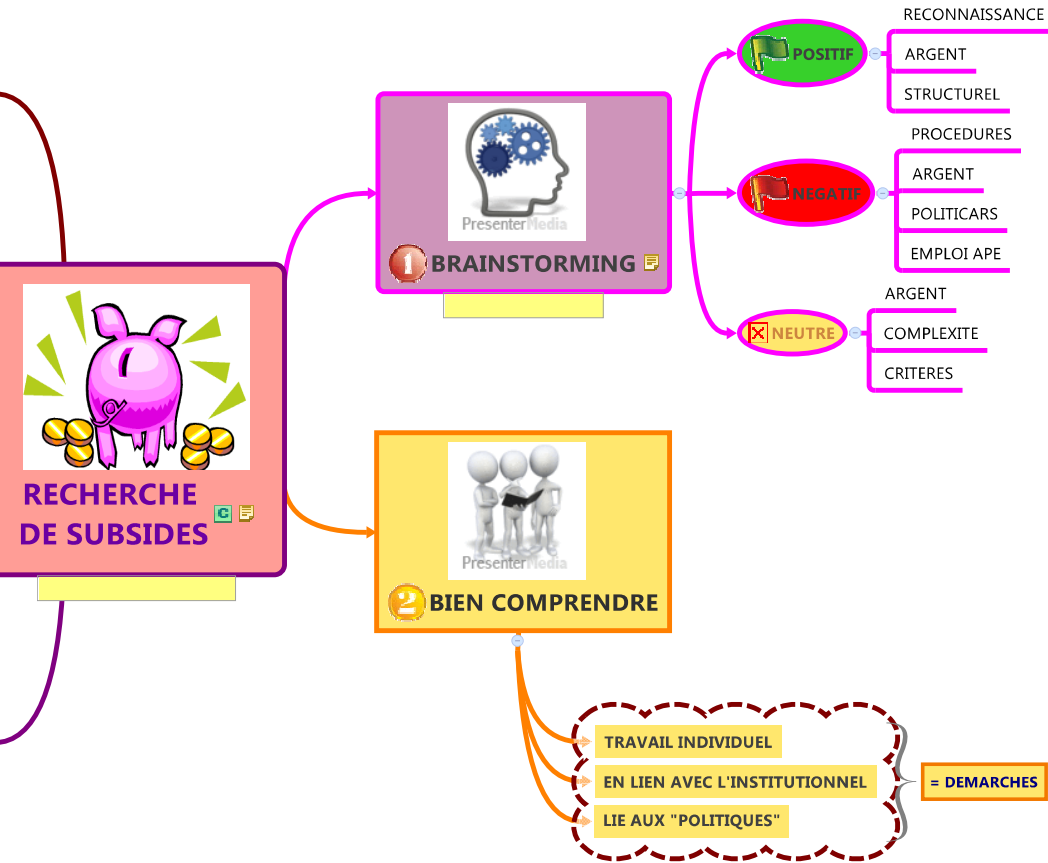 RECHERCHE
DE SUBSIDES
C
PresenterMedia
1 BRAINSTORMING
POSITIF
RECONNAISSANCE
ARGENT
STRUCTUREL
NEGATIF
PROCEDURES
ARGENT
POLITICARS
EMPLOI APE
NEUTRE
ARGENT
COMPLEXITE
CRITERES
PresenterMedia
2 BIEN COMPRENDRE
TRAVAIL INDIVIDUEL
EN LIEN AVEC L'INSTITUTIONNEL
LIE AUX "POLITIQUES"
= DEMARCHES